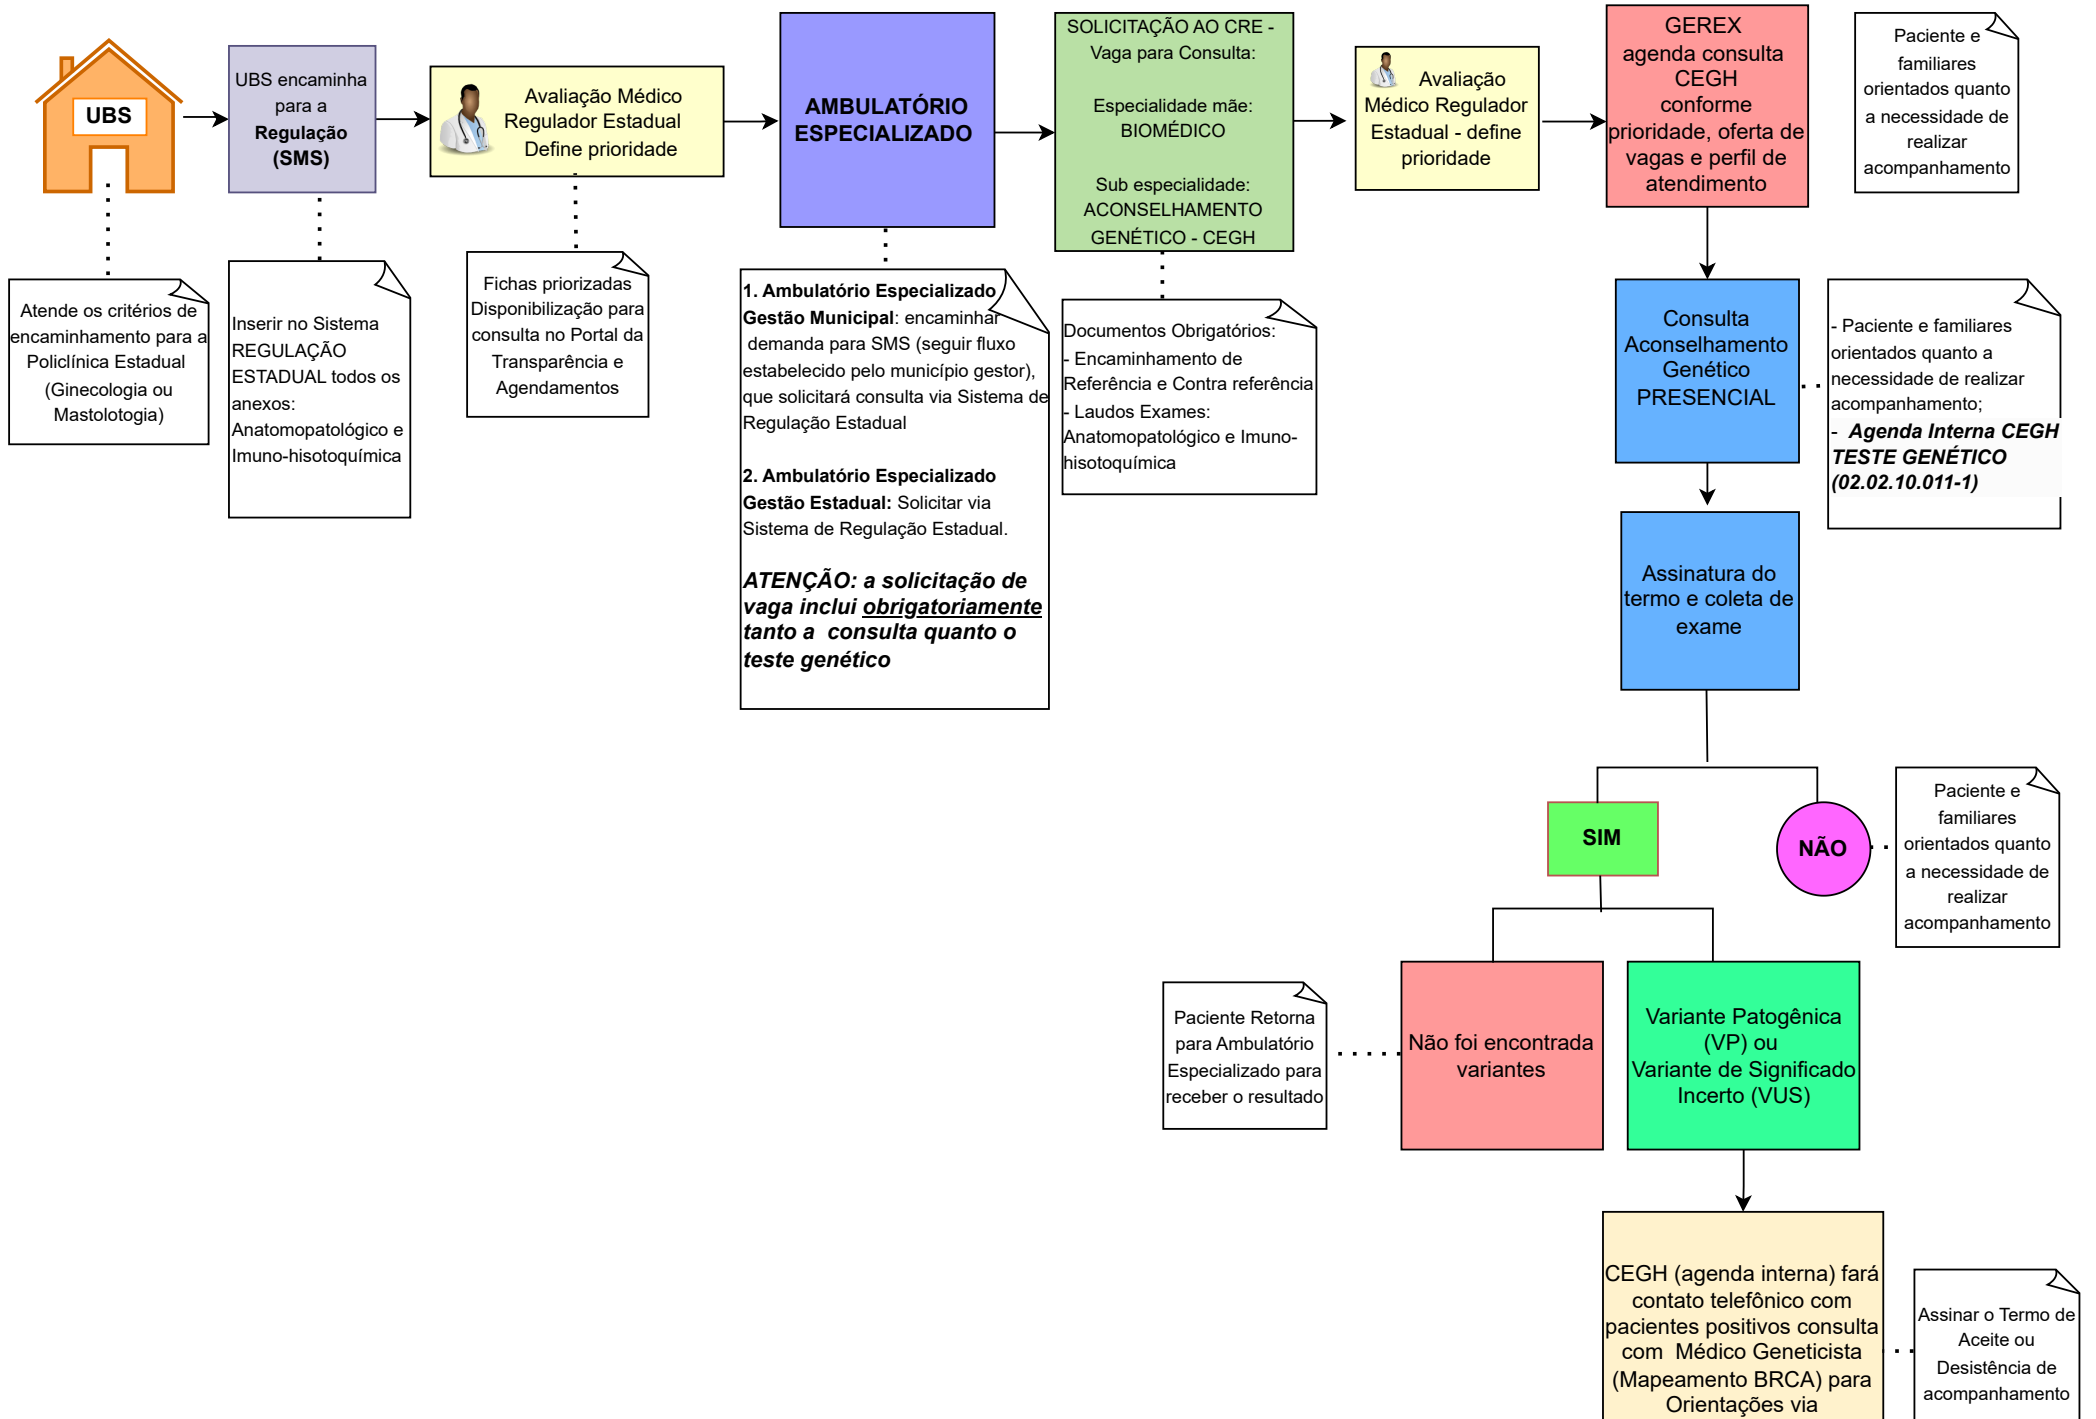 UBS
UBS encaminha
para a
Regulação
(SMS)
Avaliação Médico
Regulador Estadual
Define prioridade
AMBULATÓRIO
ESPECIALIZADO
SOLICITAÇÃO AO CRE -
Vaga para Consulta:
Especialidade mãe:
BIOMÉDICO
Sub especialidade:
ACONSELHAMENTO
GENÉTICO - CEGH
Avaliação
Médico Regulador
Estadual - define
prioridade
GEREX
agenda consulta
CEGH
conforme
prioridade, oferta de
vagas e perfil de
atendimento
Paciente e
familiares
orientados quanto
a necessidade de
realizar
acompanhamento
Atende os critérios de
encaminhamento para a
Policlínica Estadual
(Ginecologia ou
Mastolotogia)
Inserir no Sistema
REGULAÇÃO
ESTADUAL todos os
anexos:
Anatomopatológico e
Imuno-hisotoquímica
Fichas priorizadas
Disponibilização para
consulta no Portal da
Transparência e
Agendamentos
1. Ambulatório Especializado
Gestão Municipal: encaminhar
demanda para SMS (seguir fluxo
estabelecido pelo município gestor),
que solicitará consulta via Sistema de
Regulação Estadual
2. Ambulatório Especializado
Gestão Estadual: Solicitar via
Sistema de Regulação Estadual.
ATENÇÃO: a solicitação de
vaga inclui obrigatoriamente
tanto a consulta quanto o
teste genético
Documentos Obrigatórios:
- Encaminhamento de
Referência e Contra referência
- Laudos Exames:
Anatomopatológico e Imuno-
hisotoquímica
Consulta
Aconselhamento
Genético
PRESENCIAL
- Paciente e familiares
orientados quanto a
necessidade de realizar
acompanhamento;
- Agenda Interna CEGH
TESTE GENÉTICO
(02.02.10.011-1)
Assinatura do
termo e coleta de
exame
SIM
NÃO
Paciente e
familiares
orientados quanto
a necessidade de
realizar
acompanhamento
Paciente Retorna
para Ambulatório
Especializado para
receber o resultado
Não foi encontrada
variantes
Variante Patogênica
(VP) ou
Variante de Significado
Incerto (VUS)
CEGH (agenda interna) fará
contato telefônico com
pacientes positivos consulta
com Médico Geneticista
(Mapeamento BRCA) para
Orientações via
Assinar o Termo de
Aceite ou
Desistência de
acompanhamento